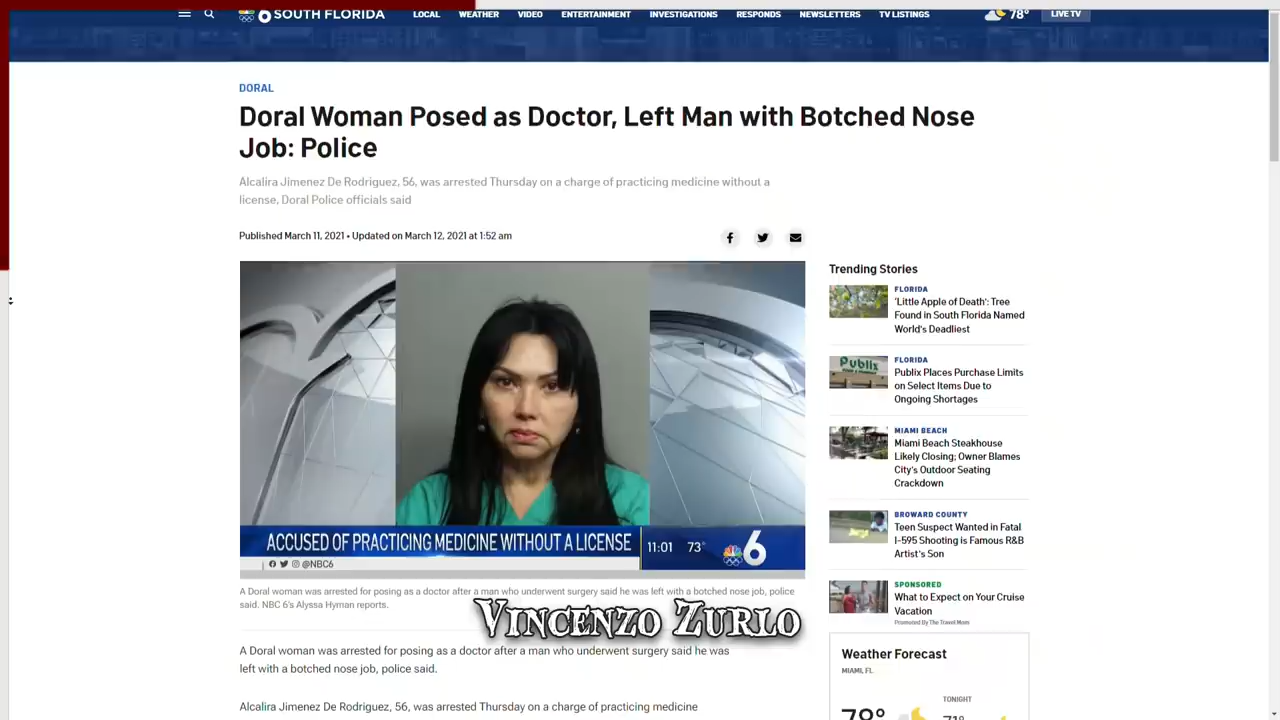 6 SOUTH FLORIDA
LOCAL WEATHER VIDEO ENTERTAINMENT INVESTIGATIONS RESPONDS NEWSLETTERS TV LISTINGS
78° LIVE TV
DORAL
Doral Woman Posed as Doctor, Left Man with Botched Nose
Job: Police
Alcalira Jimenez De Rodriguez, 56, was arrested Thursday on a charge of practicing medicine without a
license, Doral Police officials said
Published March 11, 2021 • Updated on March 12, 2021 at 1:52 am
ACCUSED OF PRACTICING MEDICINE WITHOUT A LICENSE
11:01 73°
NBC 6
@NBC6
A Doral woman was arrested for posing as a doctor after a man who underwent surgery said he was left with a botched nose job, police
said. NBC 6's Alyssa Hyman reports.
VINCENZO ZURLO
A Doral woman was arrested for posing as a doctor after a man who underwent surgery said he was
left with a botched nose job, police said.
Alcalira Jimenez De Rodriguez, 56, was arrested Thursday on a charge of practicing medicine
Trending Stories
FLORIDA
'Little Apple of Death': Tree
Found in South Florida Named
World's Deadliest
Publix
FLORIDA
Publix Places Purchase Limits
on Select Items Due to
Ongoing Shortages
MIAMI BEACH
Miami Beach Steakhouse
Likely Closing; Owner Blames
City's Outdoor Seating
Crackdown
BROWARD COUNTY
Teen Suspect Wanted in Fatal
I-595 Shooting is Famous R&B
Artist's Son
SPONSORED
What to Expect on Your Cruise
Vacation
Promoted By The Travel Mom
Weather Forecast
MIAMI, FL
TONIGHT
78°
71°